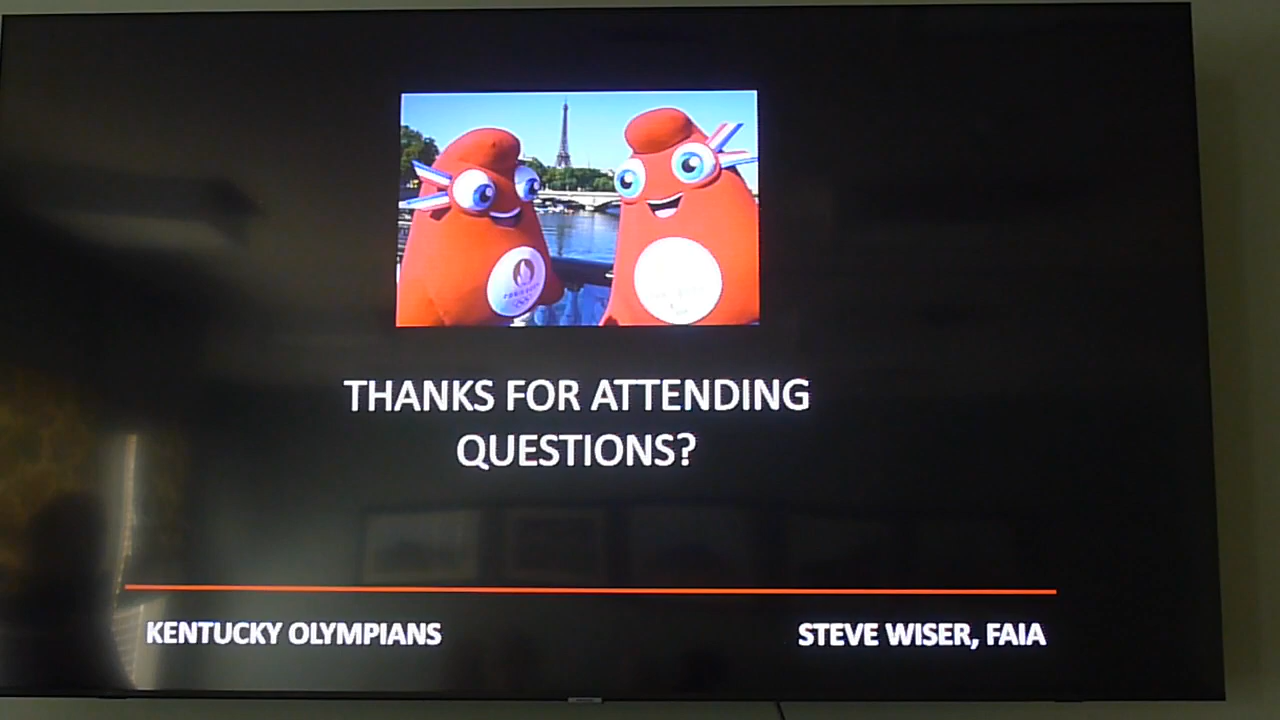 THANKS FOR ATTENDING
QUESTIONS?
KENTUCKY OLYMPIANS
STEVE WISER, FAIA